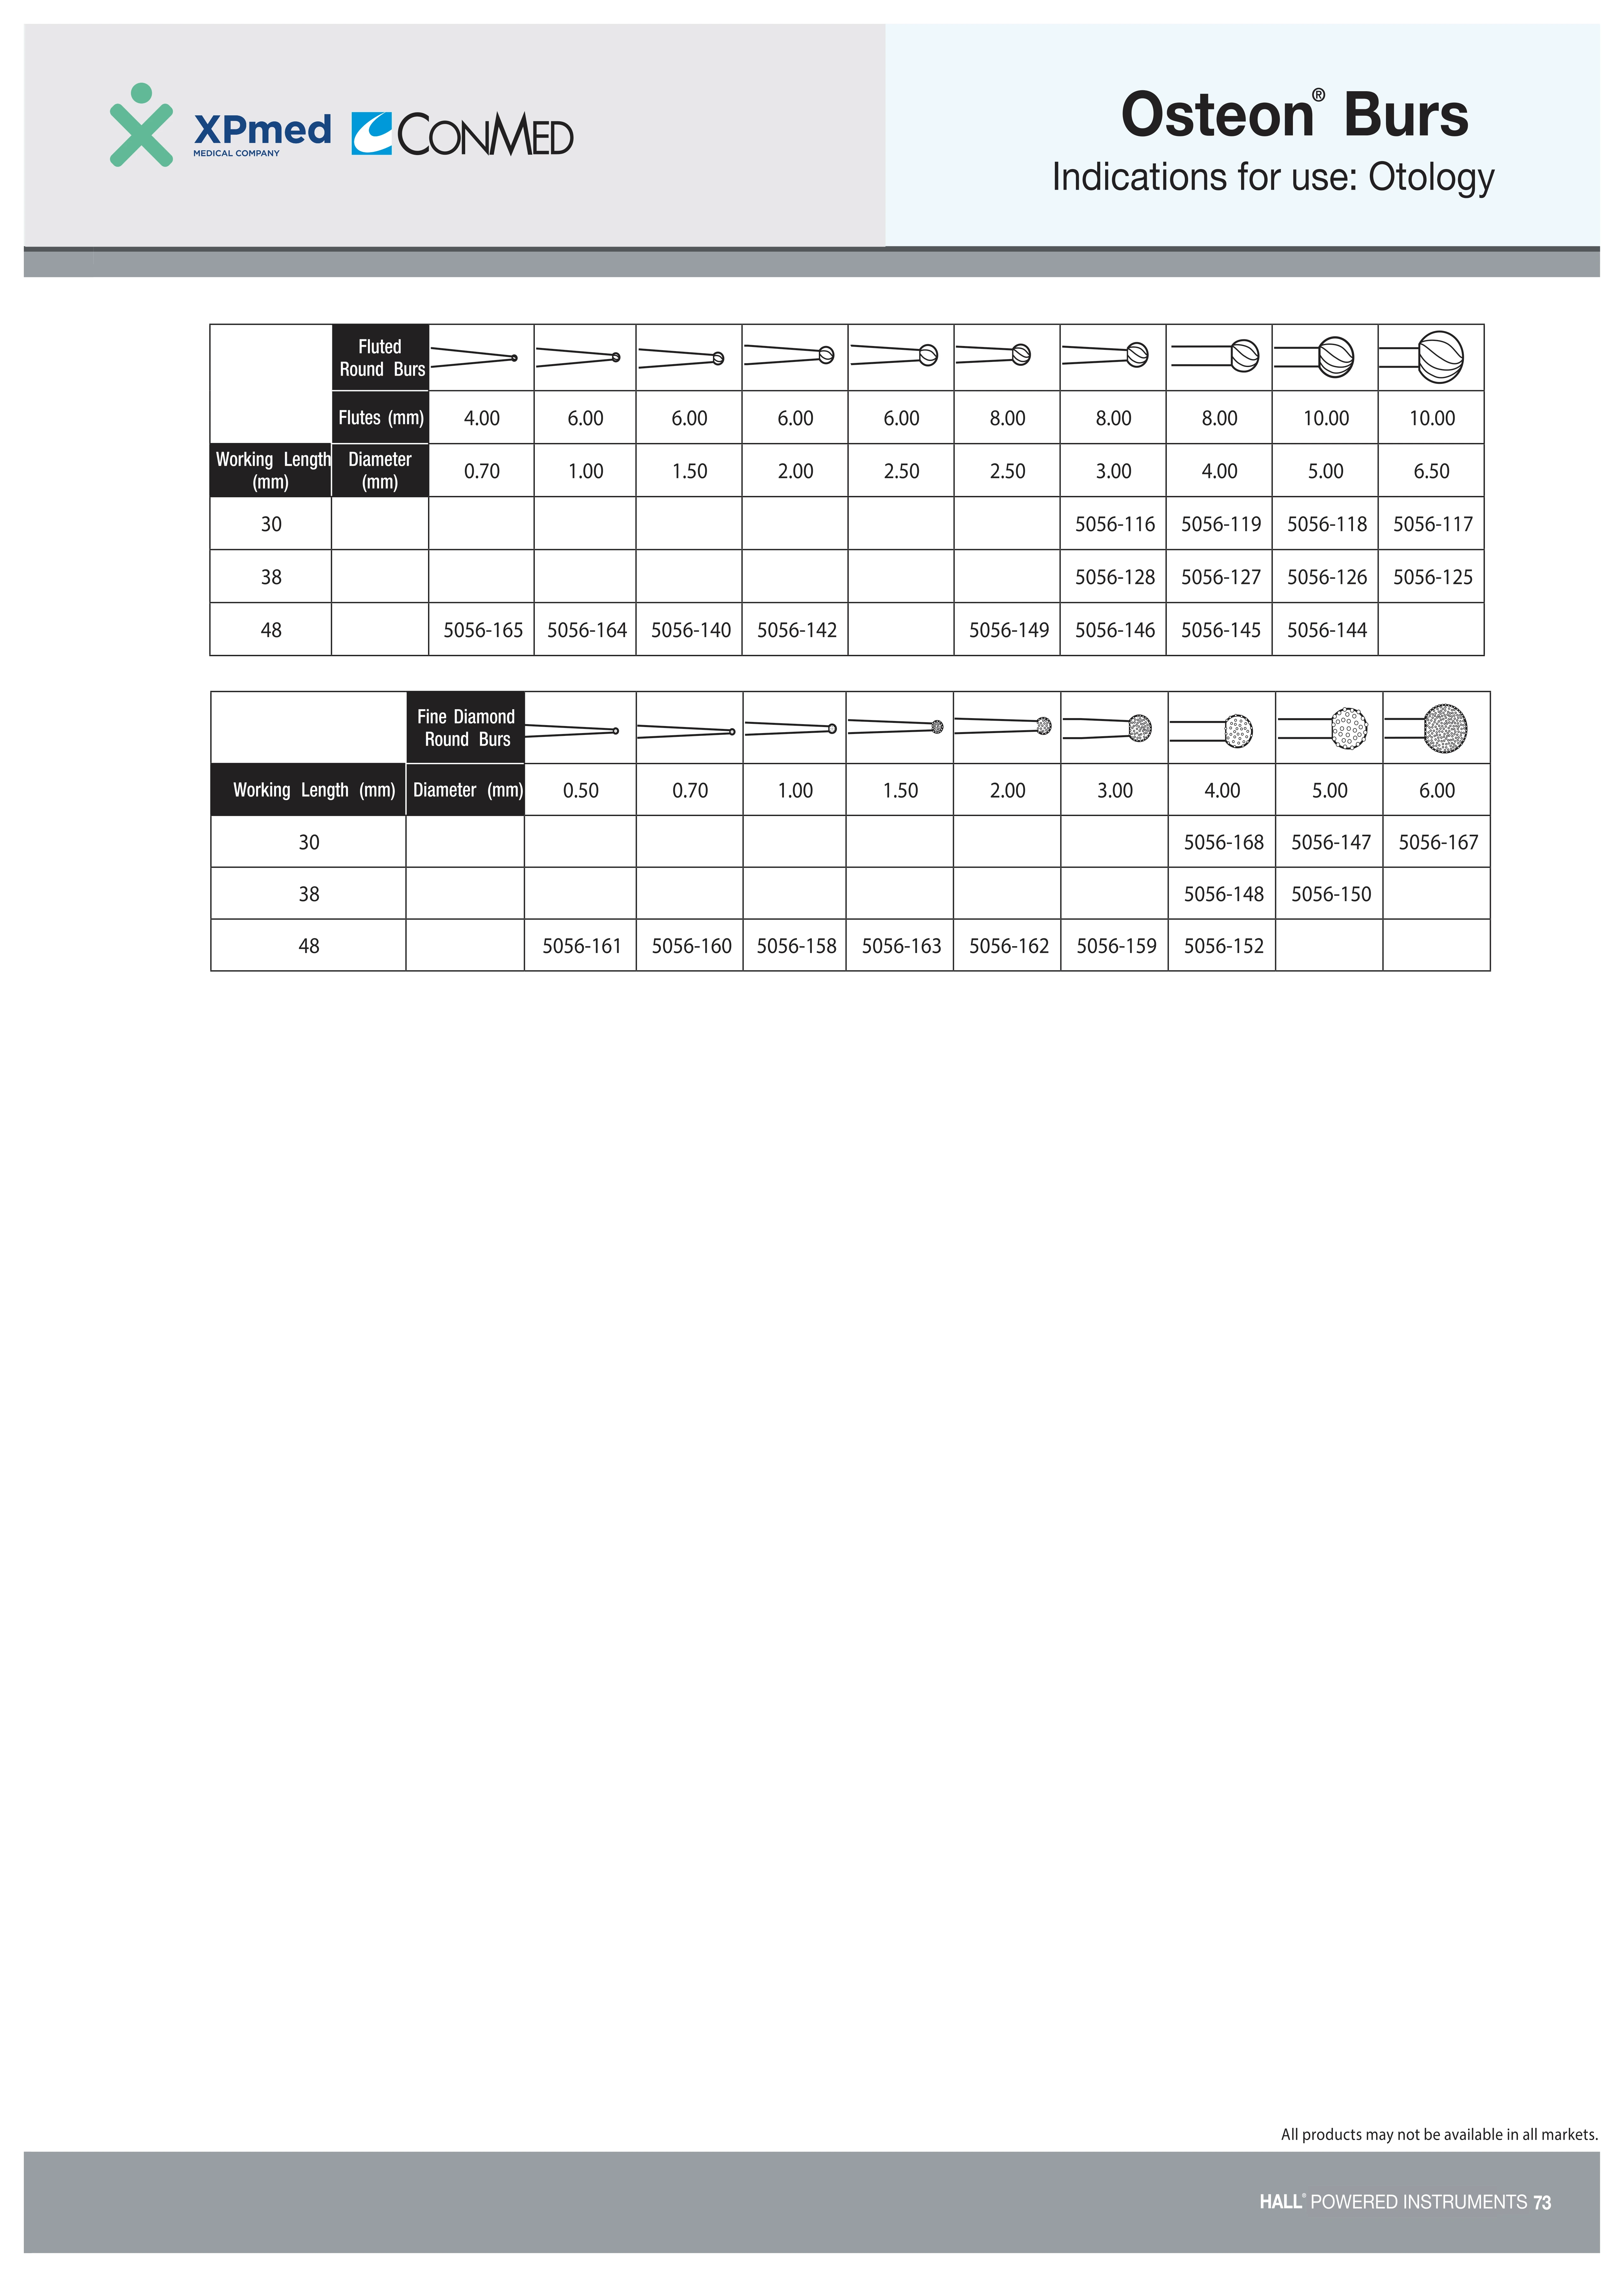 XPmed
MEDICAL COMPANY
CONMED
Osteon® Burs
Indications for use: Otology
Fluted
Round Burs
Flutes (mm) 4.00 6.00 6.00 6.00 6.00 8.00 8.00 8.00 10.00 10.00
Working Length (mm) Diameter (mm) 0.70 1.00 1.50 2.00 2.50 2.50 3.00 4.00 5.00 6.50
30 5056-116 5056-119 5056-118 5056-117
38 5056-128 5056-127 5056-126 5056-125
48 5056-165 5056-164 5056-140 5056-142 5056-149 5056-146 5056-145 5056-144
Fine Diamond
Round Burs
Working Length (mm) Diameter (mm) 0.50 0.70 1.00 1.50 2.00 3.00 4.00 5.00 6.00
30 5056-168 5056-147 5056-167
38 5056-148 5056-150
48 5056-161 5056-160 5056-158 5056-163 5056-162 5056-159 5056-152
All products may not be available in all markets.
HALL® POWERED INSTRUMENTS 73